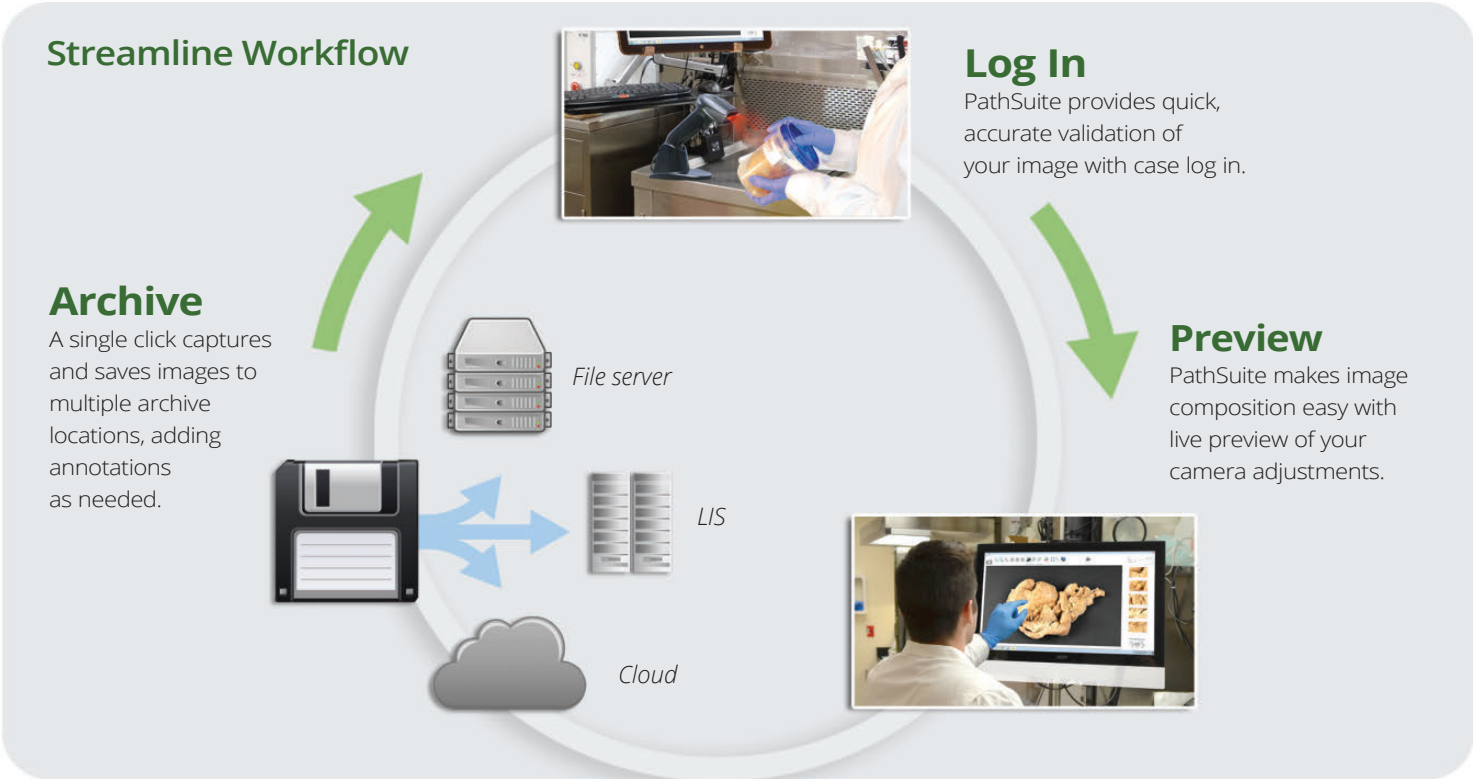 Streamline Workflow
Log In
PathSuite provides quick,
accurate validation of
your image with case log in.
Archive
A single click captures
and saves images to
multiple archive
locations, adding
annotations
as needed.
File server
LIS
Cloud
Preview
PathSuite makes image
composition easy with
live preview of your
camera adjustments.